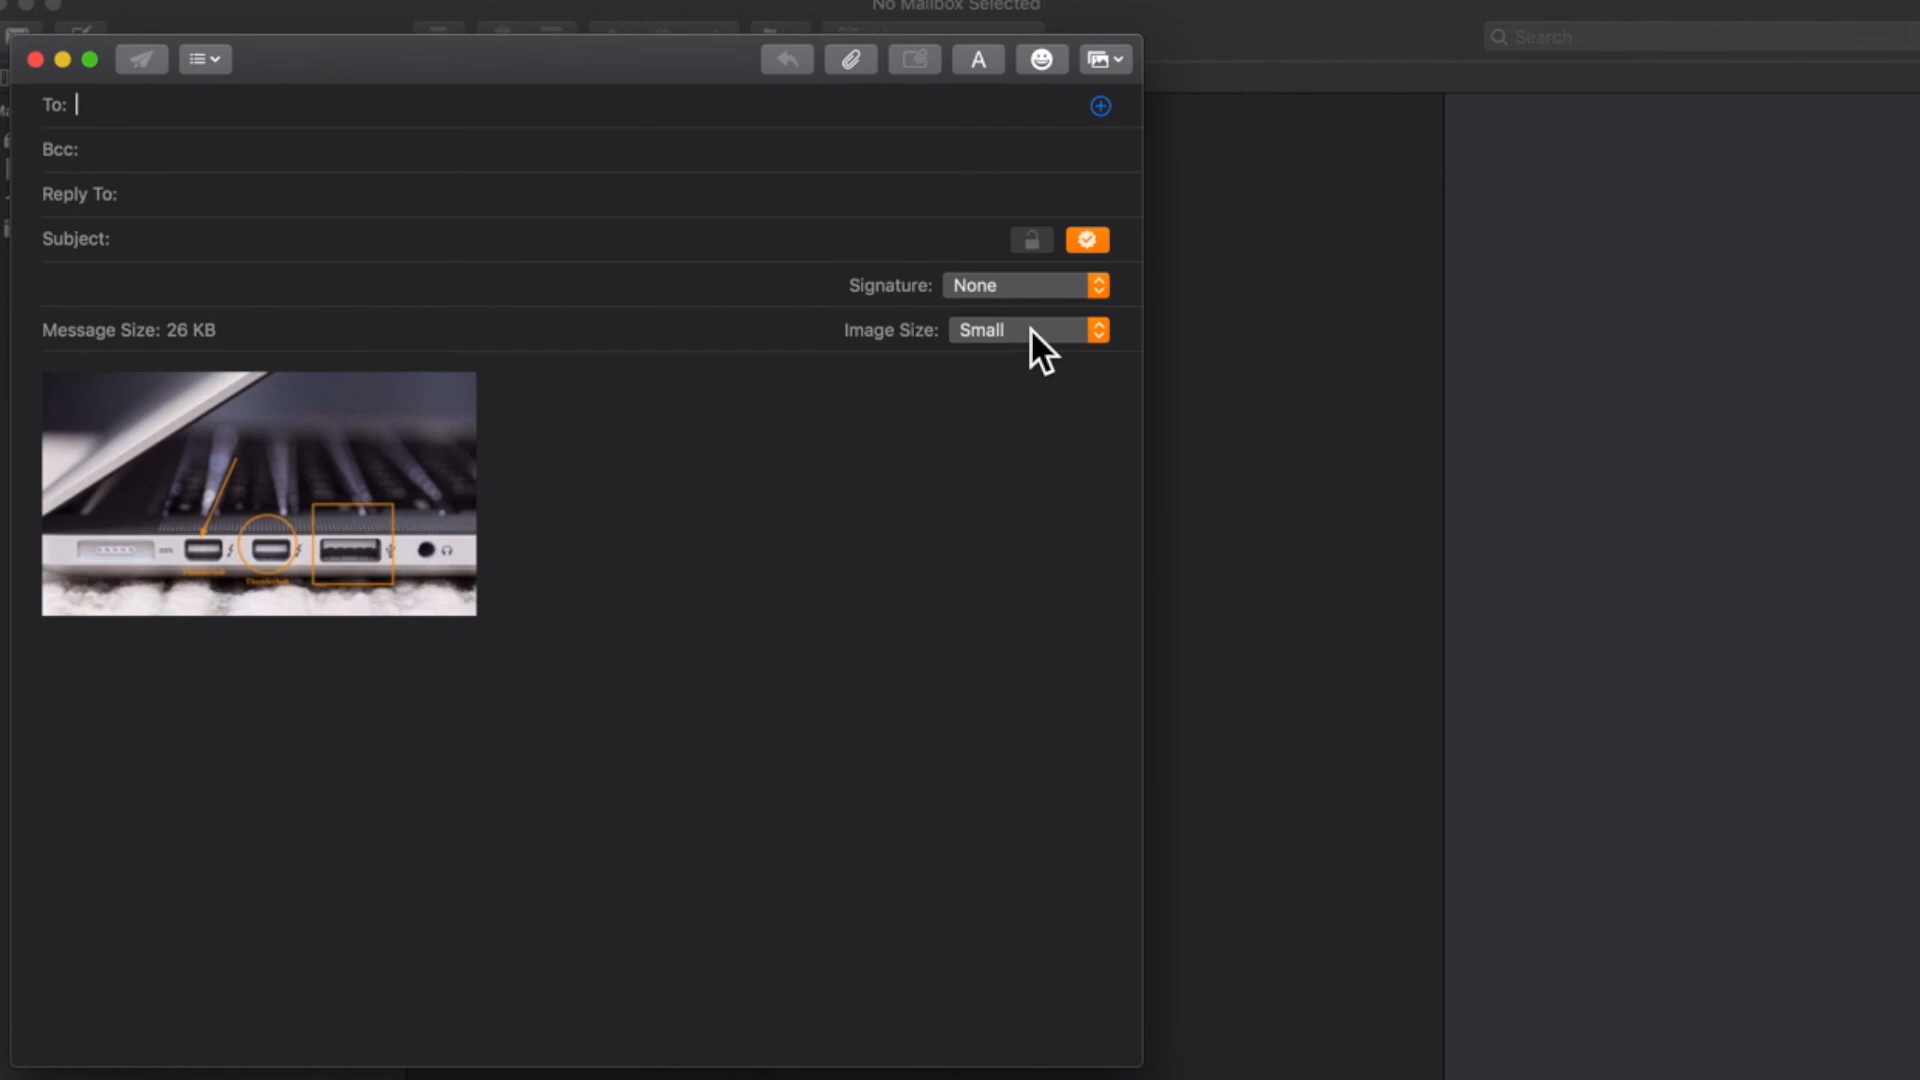 No Mailbox Selected
Search
To:
Bcc:
Reply To:
Subject:
Signature: None
Message Size: 26 KB
Image Size: Small